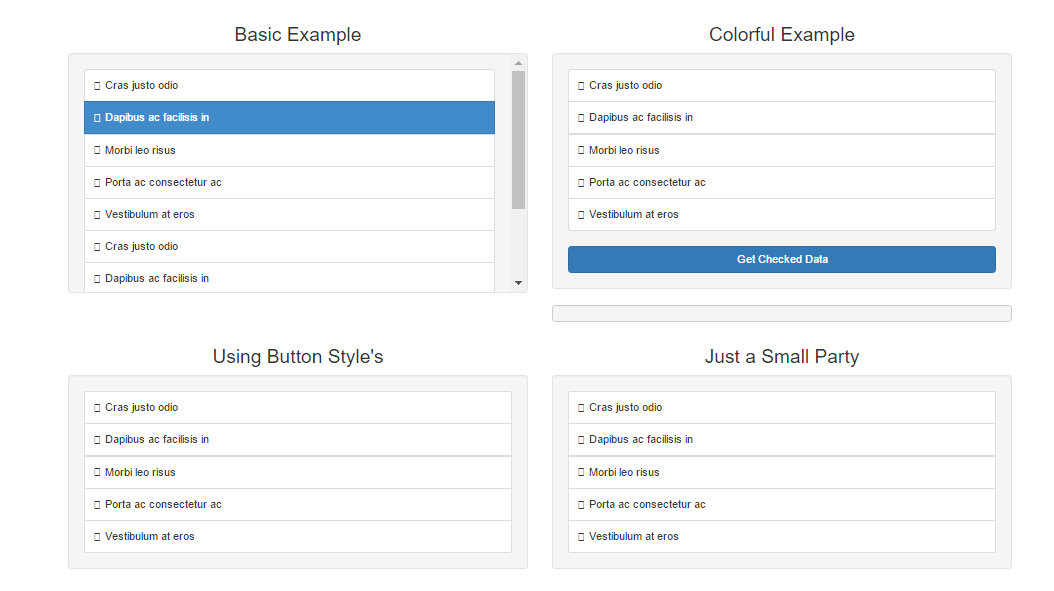 Basic Example
Cras justo odio
Dapibus ac facilisis in
Morbi leo risus
Porta ac consectetur ac
Vestibulum at eros
Cras justo odio
Dapibus ac facilisis in
Colorful Example
Cras justo odio
Dapibus ac facilisis in
Morbi leo risus
Porta ac consectetur ac
Vestibulum at eros
Get Checked Data
Using Button Style's
Cras justo odio
Dapibus ac facilisis in
Morbi leo risus
Porta ac consectetur ac
Vestibulum at eros
Just a Small Party
Cras justo odio
Dapibus ac facilisis in
Morbi leo risus
Porta ac consectetur ac
Vestibulum at eros